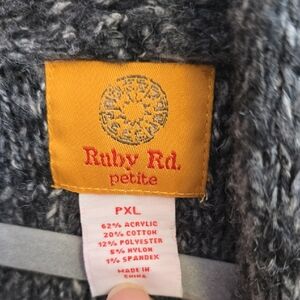 Ruby Rd.
petite
PXL
62% ACRYLIC
20% COTTON
12% POLYESTER
5% NYLON
1% SPANDEX
MADE IN
CHINA